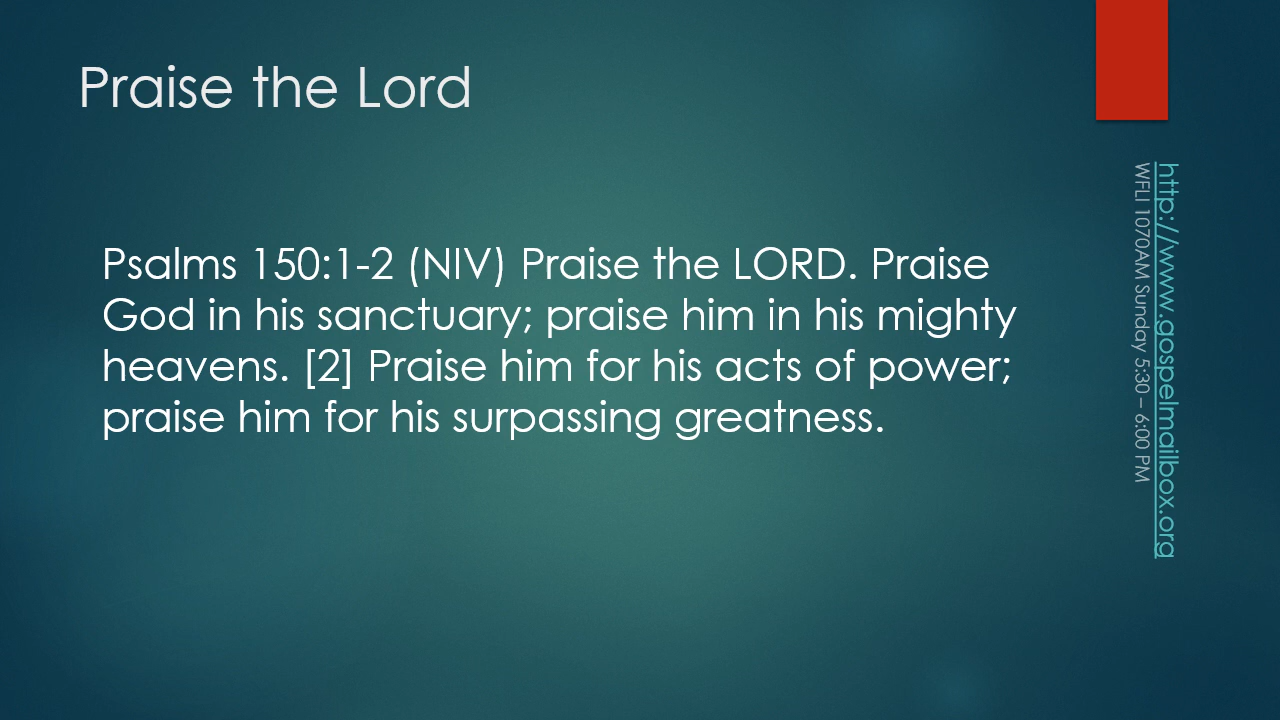 Praise the Lord
Psalms 150:1-2 (NIV) Praise the LORD. Praise
God in his sanctuary; praise him in his mighty
heavens. [2] Praise him for his acts of power;
praise him for his surpassing greatness.
http://www.gospelmailbox.org
WFLI 1070AM Sunday 5:30 – 6:00 PM